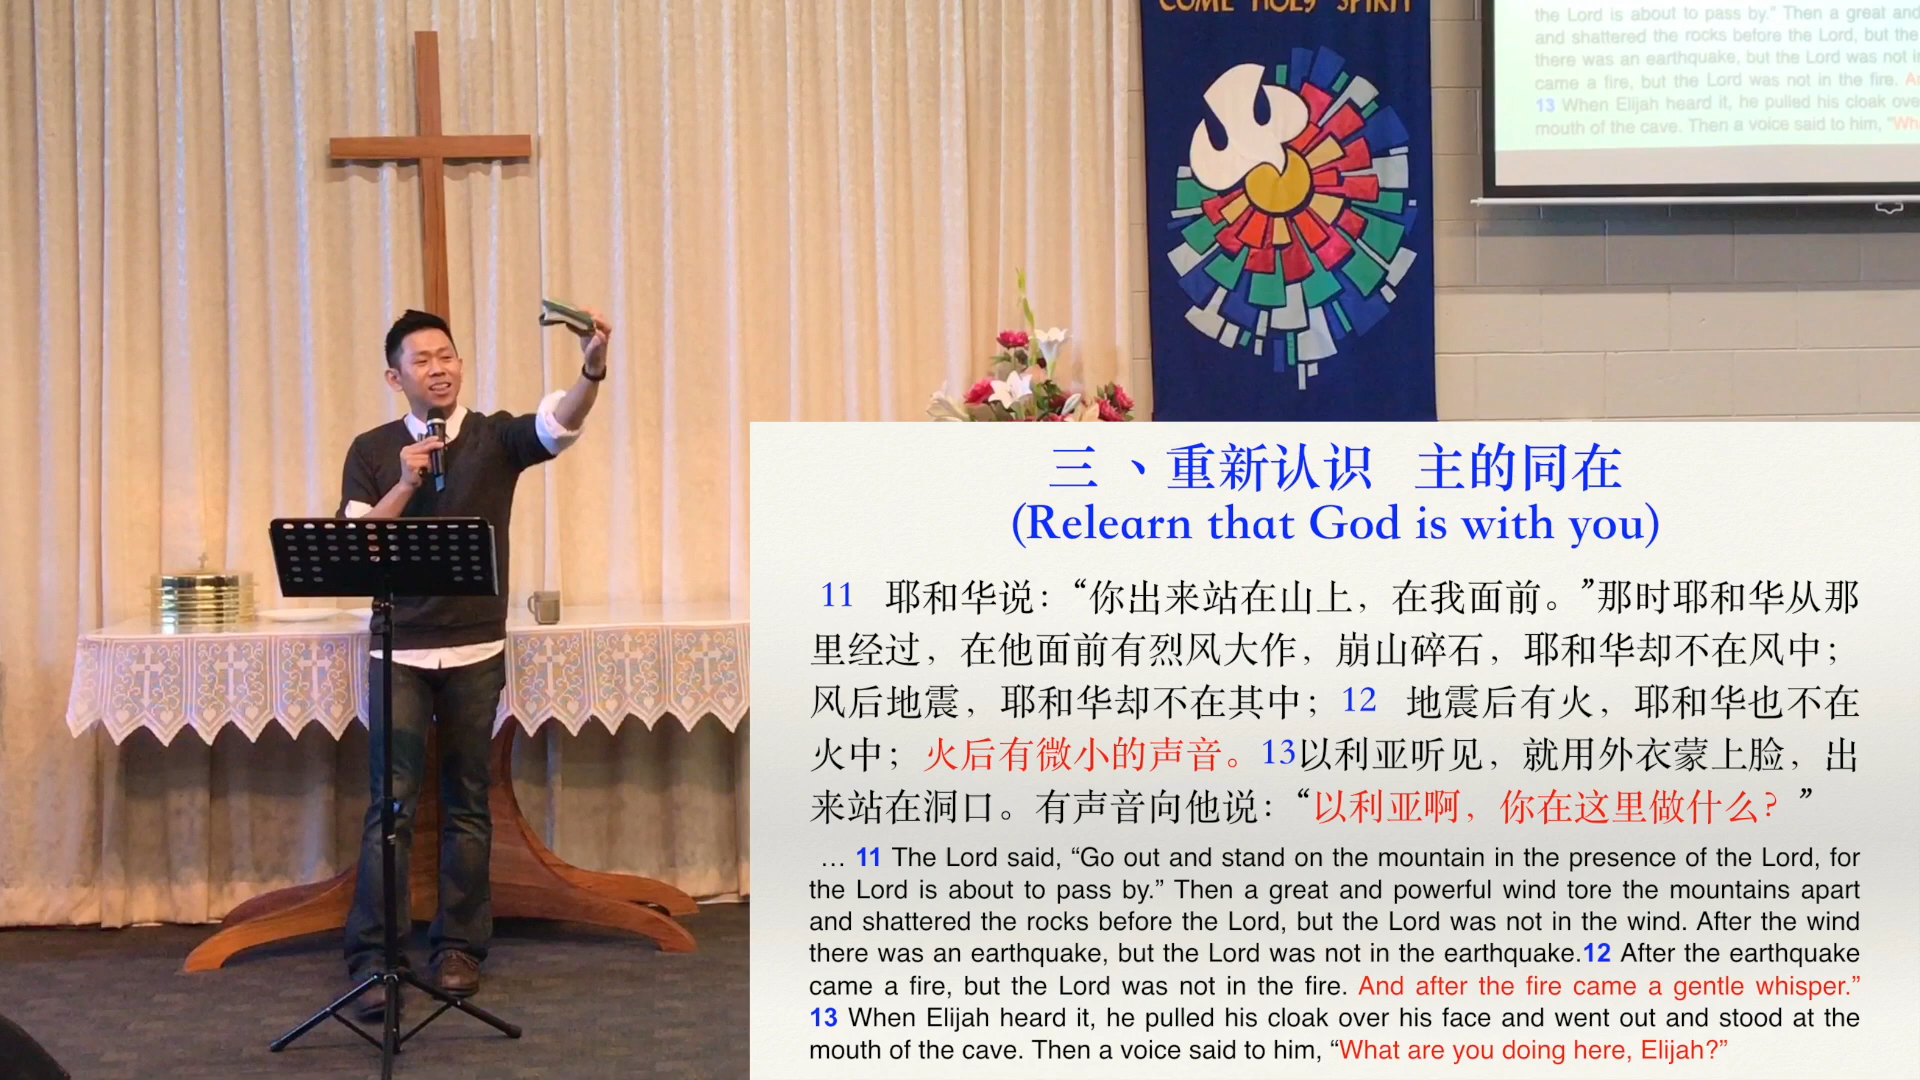 COME HOLY SPIRIT
the Lord is about to pass by.” Then a great and
and shattered the rocks before the Lord, but the
there was an earthquake, but the Lord was not
came a fire, but the Lord was not in the fire.
13 When Elijah heard it, he pulled his cloak
mouth of the cave. Then a voice said to him,
三 、重新认识 主的同在
(Relearn that God is with you)
11 耶和华说：“你出来站在山上，在我面前。”那时耶和华从那
里经过，在他面前有烈风大作，崩山碎石，耶和华却不在风中；
风后地震，耶和华却不在其中；12 地震后有火，耶和华也不在
火中；火后有微小的声音。13以利亚听见，就用外衣蒙上脸，出
来站在洞口。有声音向他说：“以利亚啊，你在这里做什么？”
… 11 The Lord said, “Go out and stand on the mountain in the presence of the Lord, for
the Lord is about to pass by.” Then a great and powerful wind tore the mountains apart
and shattered the rocks before the Lord, but the Lord was not in the wind. After the wind
there was an earthquake, but the Lord was not in the earthquake.12 After the earthquake
came a fire, but the Lord was not in the fire. And after the fire came a gentle whisper.”
13 When Elijah heard it, he pulled his cloak over his face and went out and stood at the
mouth of the cave. Then a voice said to him, “What are you doing here, Elijah?”